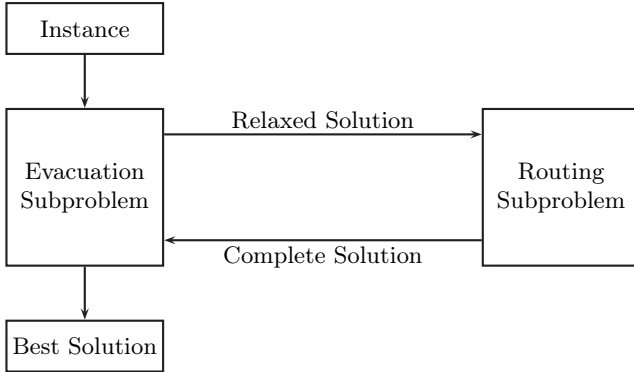 Instance
Relaxed Solution
Evacuation
Subproblem
Routing
Subproblem
Complete Solution
Best Solution